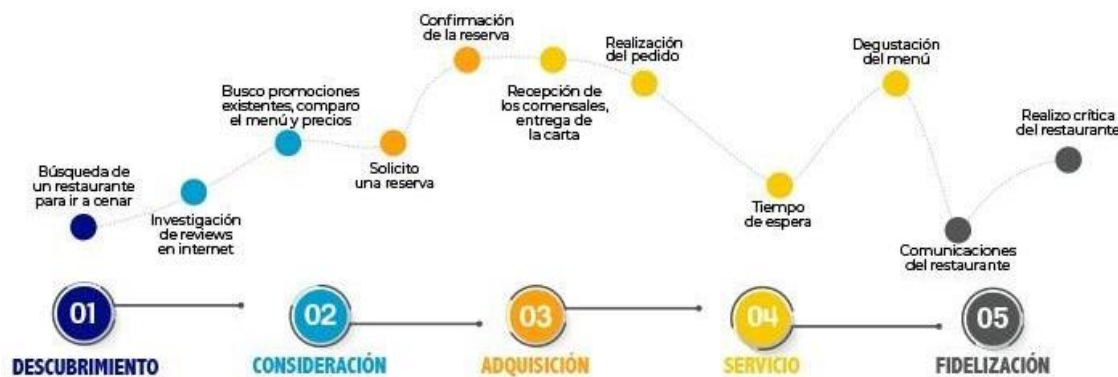 Búsqueda de
un restaurante
para ir a cenar
Investigación
de reviews
en internet
Busco promociones
existentes, comparo
el menú y precios
Solicito
una reserva
Confirmación
de la reserva
Recepción de
los comensales,
entrega de
la carta
Realización
del pedido
Tiempo
de espera
Degustación
del menú
Comunicaciones
del restaurante
Realizo crítica
del restaurante
01
DESCUBRIMIENTO
02
CONSIDERACIÓN
03
ADQUISICIÓN
04
SERVICIO
05
FIDELIZACIÓN